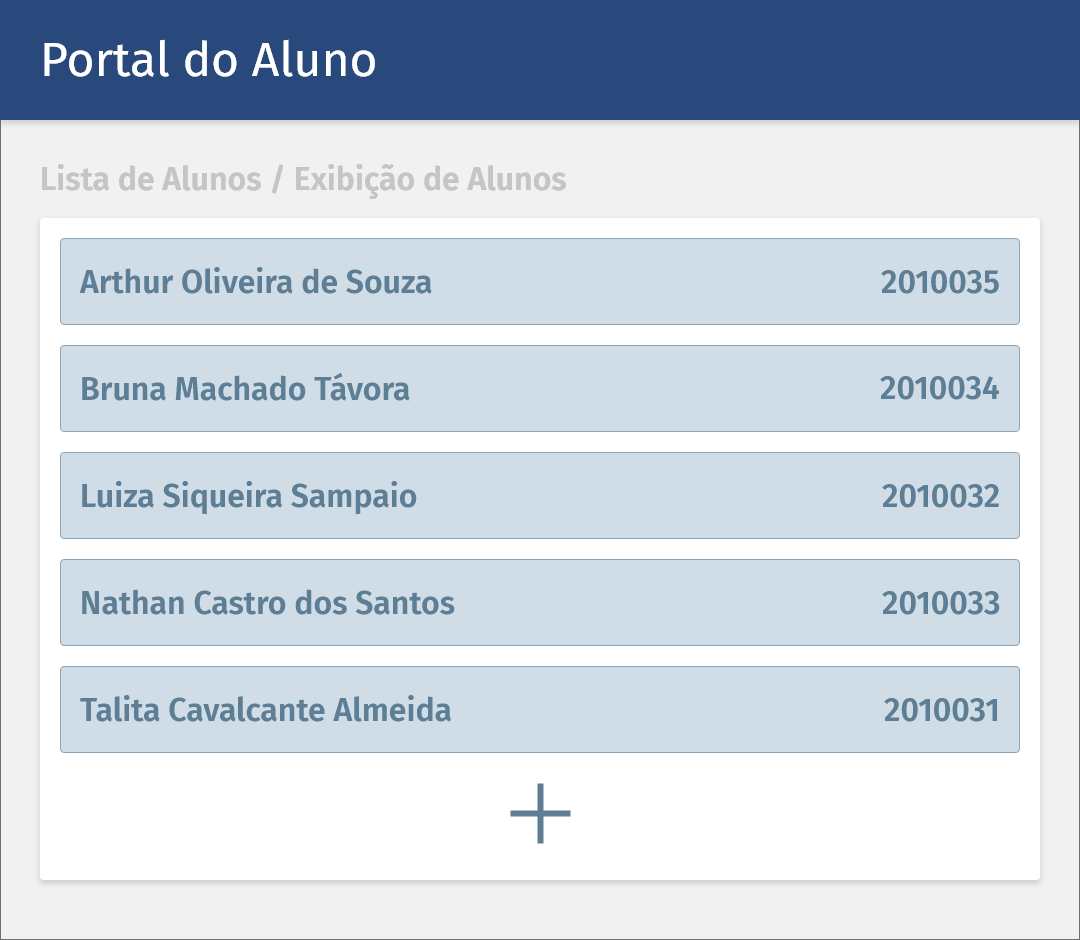 Portal do Aluno
Lista de Alunos / Exibição de Alunos
Arthur Oliveira de Souza 2010035
Bruna Machado Távora 2010034
Luiza Siqueira Sampaio 2010032
Nathan Castro dos Santos 2010033
Talita Cavalcante Almeida 2010031